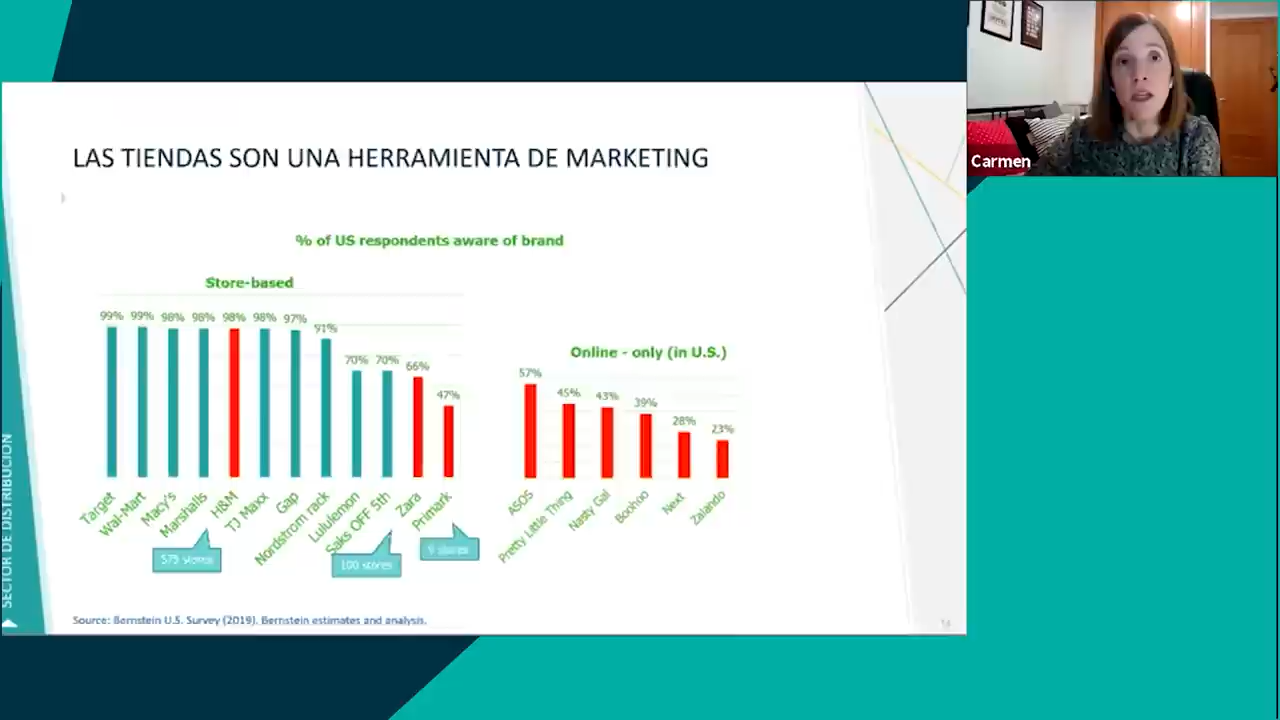 Carmen
LAS TIENDAS SON UNA HERRAMIENTA DE MARKETING
% of US respondents aware of brand
Store-based
99% 99% 98% 98% 98% 98% 97% 91% 70% 70% 66% 47%
Target Wal-Mart Macy's Marshalls H&M TJ Maxx Gap Nordstrom rack Lululemon Saks OFF 5th Zara Primark
575 stores
100 stores
9 stores
Online - only (in U.S.)
57% 45% 43% 39% 28% 23%
ASOS Pretty Little Thing Nasty Gal Boohoo Next Zalando
SECTOR DE DISTRIBUCIÓN
Source: Bernstein U.S. Survey (2019). Bernstein estimates and analysis.